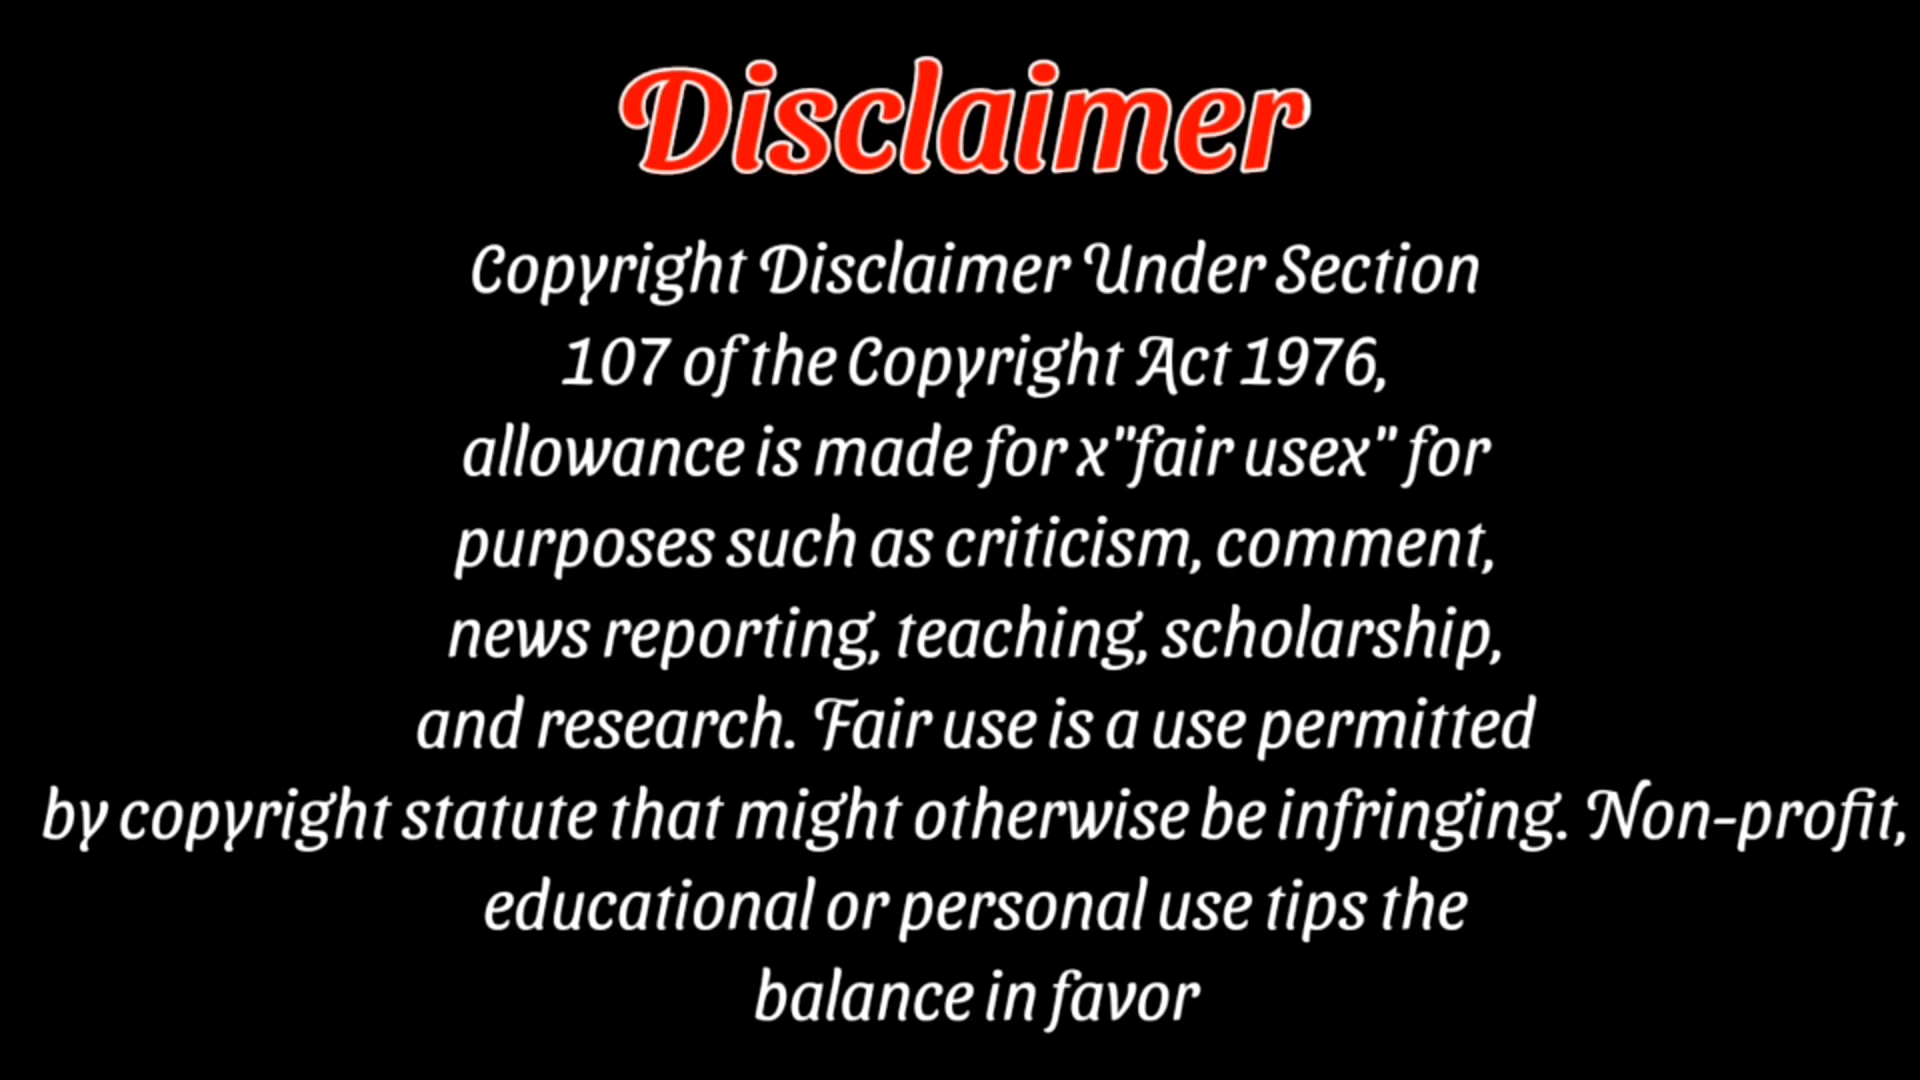 Disclaimer
Copyright Disclaimer Under Section
107 of the Copyright Act 1976,
allowance is made for x"fair usex" for
purposes such as criticism, comment,
news reporting, teaching, scholarship,
and research. Fair use is a use permitted
by copyright statute that might otherwise be infringing. Non-profit,
educational or personal use tips the
balance in favor